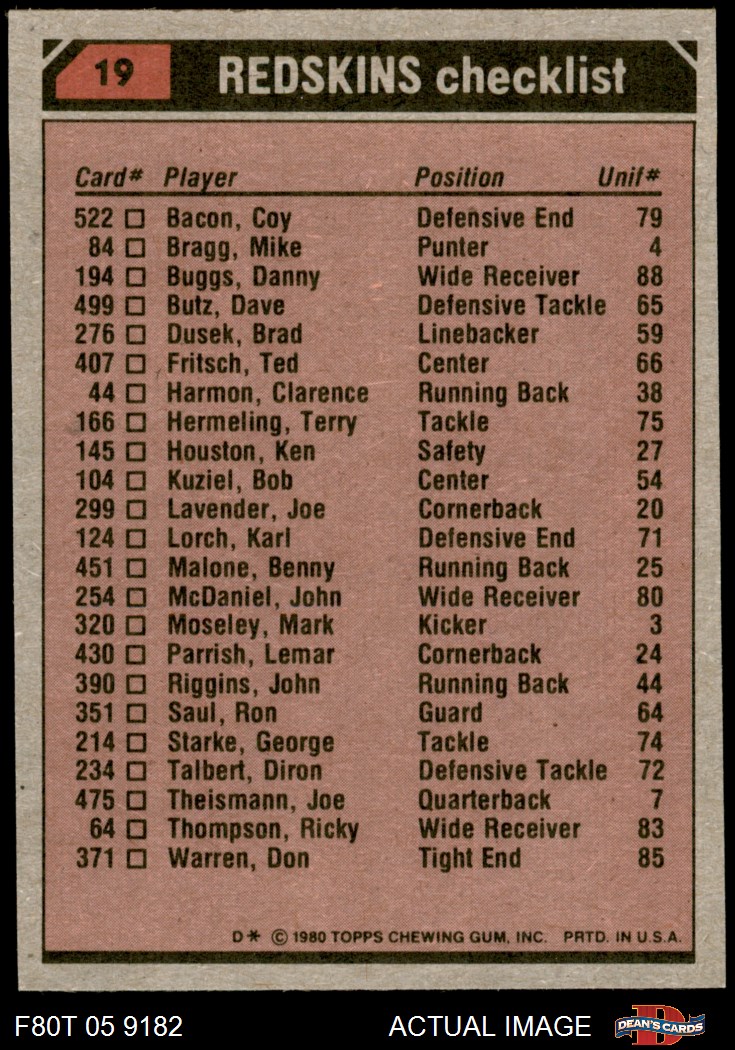 19 REDSKINS checklist
Card# Player Position Unif#
522 Bacon, Coy Defensive End 79
84 Bragg, Mike Punter 4
194 Buggs, Danny Wide Receiver 88
499 Butz, Dave Defensive Tackle 65
276 Dusek, Brad Linebacker 59
407 Fritsch, Ted Center 66
44 Harmon, Clarence Running Back 38
166 Hermeling, Terry Tackle 75
145 Houston, Ken Safety 27
104 Kuziel, Bob Center 54
299 Lavender, Joe Cornerback 20
124 Lorch, Karl Defensive End 71
451 Malone, Benny Running Back 25
254 McDaniel, John Wide Receiver 80
320 Moseley, Mark Kicker 3
430 Parrish, Lemar Cornerback 24
390 Riggins, John Running Back 44
351 Saul, Ron Guard 64
214 Starke, George Tackle 74
234 Talbert, Diron Defensive Tackle 72
475 Theismann, Joe Quarterback 7
64 Thompson, Ricky Wide Receiver 83
371 Warren, Don Tight End 85
D* © 1980 TOPPS CHEWING GUM, INC. PRTD. IN U.S.A.
F80T 05 9182 ACTUAL IMAGE D DEAN'S CARDS